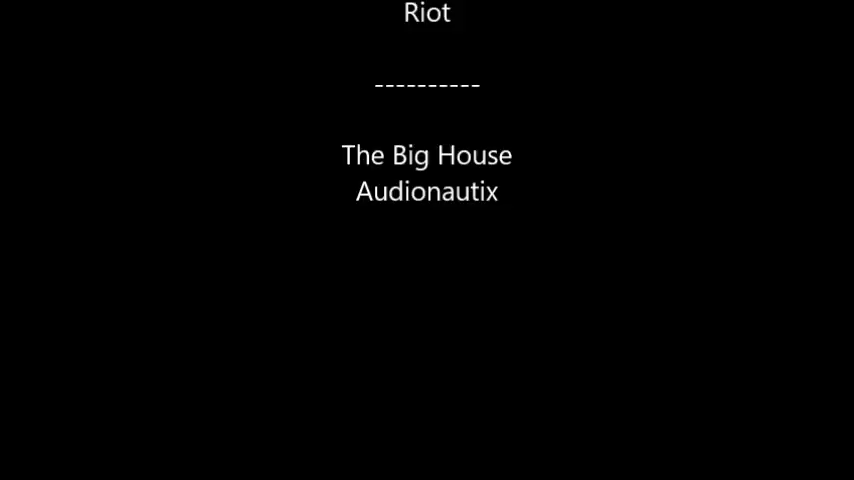 Riot
----------
The Big House
Audionautix